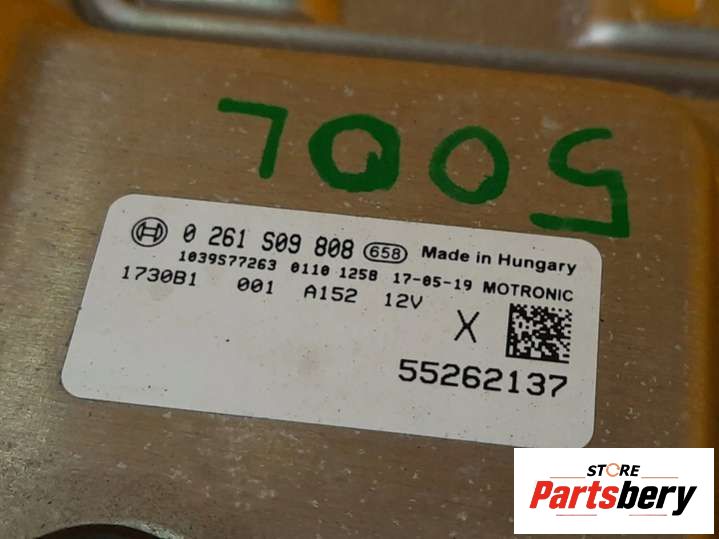 500L
0 261 S09 808 658 Made in Hungary
1039S77263 0110 1258 17-05-19 MOTRONIC
1730B1 001 A152 12V
X
55262137
STORE
Partsbery